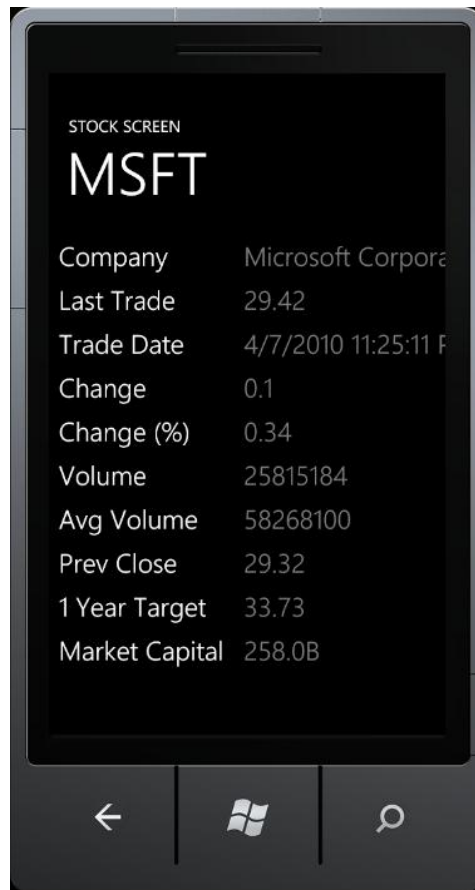 STOCK SCREEN
MSFT
Company Microsoft Corpora
Last Trade 29.42
Trade Date 4/7/2010 11:25:11 P
Change 0.1
Change (%) 0.34
Volume 25815184
Avg Volume 58268100
Prev Close 29.32
1 Year Target 33.73
Market Capital 258.0B